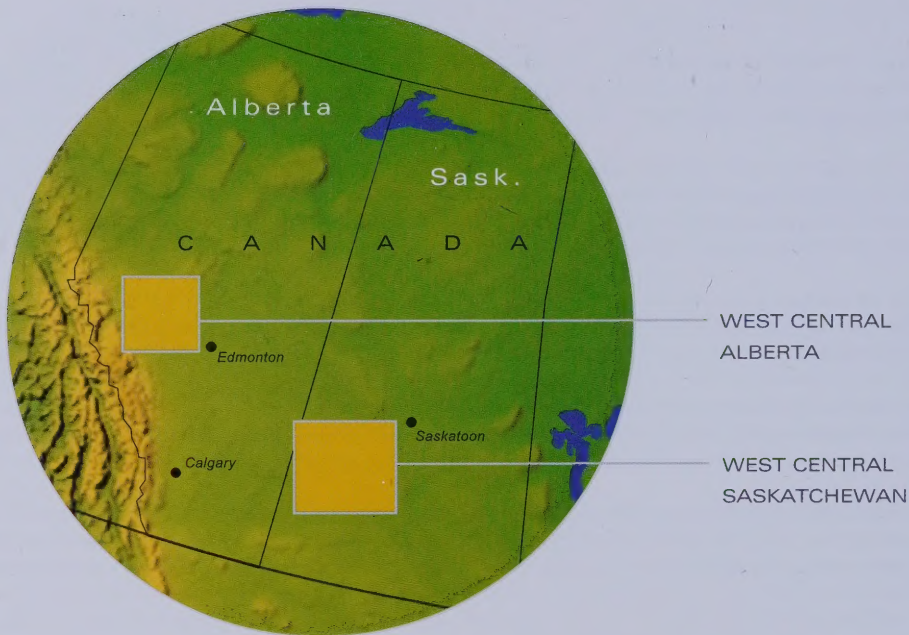 Alberta
Sask.
C A N A D A
WEST CENTRAL
ALBERTA
Edmonton
Saskatoon
Calgary
WEST CENTRAL
SASKATCHEWAN